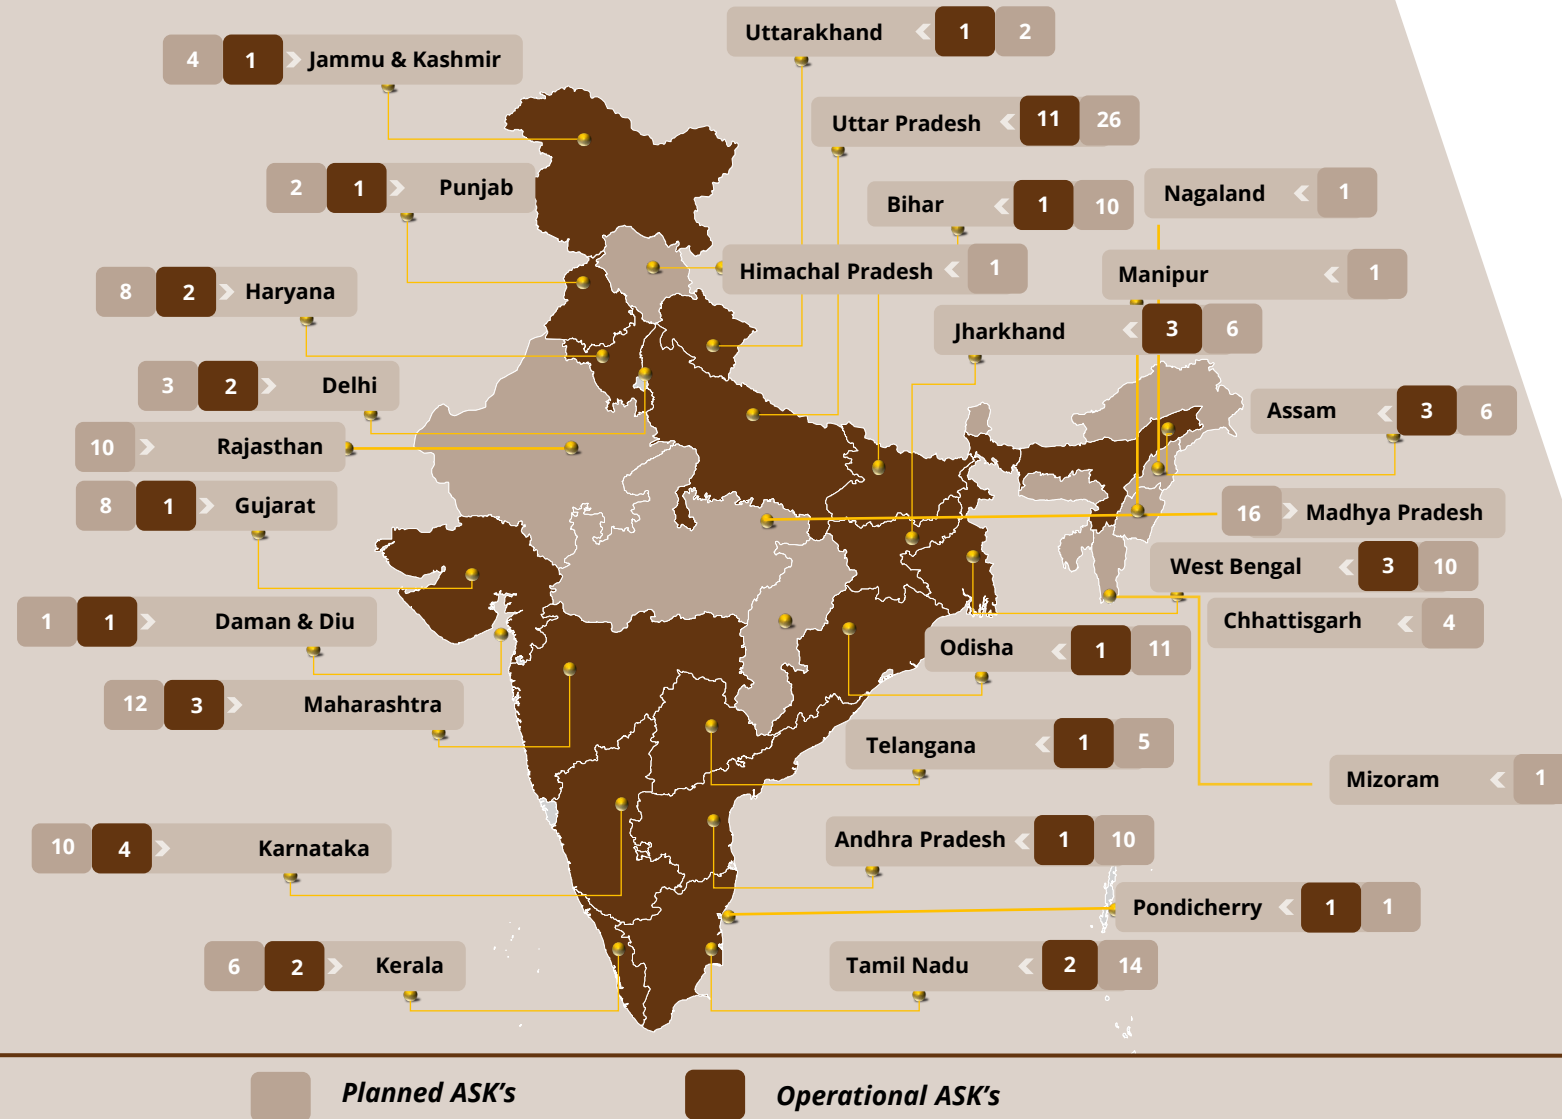 Uttarakhand 1 2
4 1 Jammu & Kashmir
Uttar Pradesh 11 26
2 1 Punjab
Bihar 1 10
Nagaland 1
Himachal Pradesh 1
Manipur 1
8 2 Haryana
Jharkhand 3 6
3 2 Delhi
Assam 3 6
10 Rajasthan
8 1 Gujarat
16 Madhya Pradesh
West Bengal 3 10
1 1 Daman & Diu
Chhattisgarh 4
Odisha 1 11
12 3 Maharashtra
Telangana 1 5
Mizoram 1
10 4 Karnataka
Andhra Pradesh 1 10
Pondicherry 1 1
6 2 Kerala
Tamil Nadu 2 14
Planned ASK's
Operational ASK's